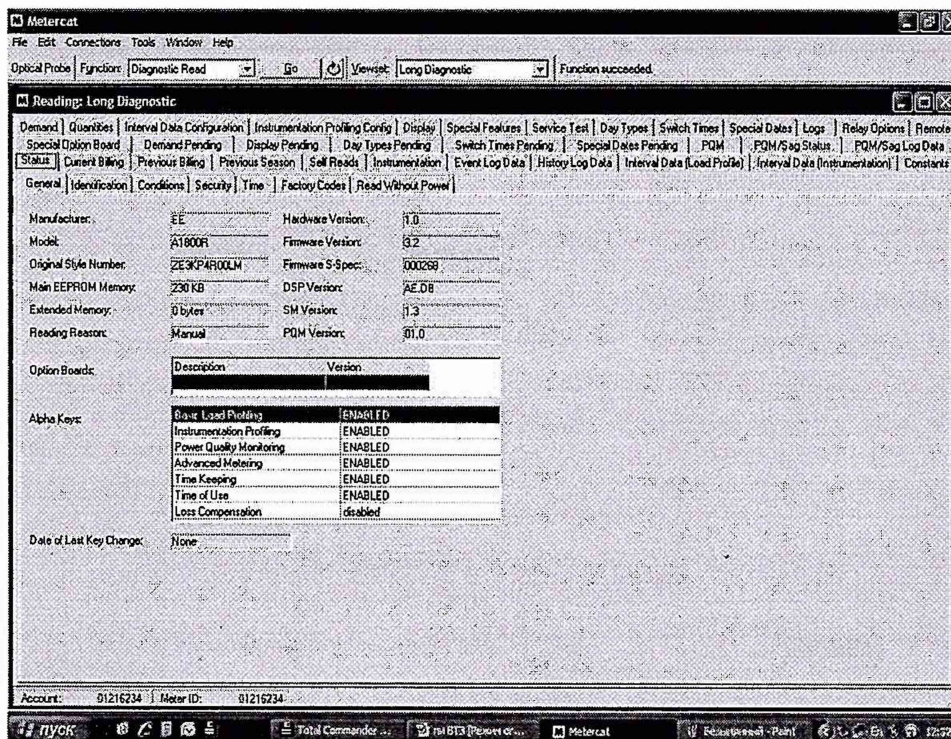 Metercat
File Edit Connections Tools Window Help
Optical Probe Function: Diagnostic Read Go Viewset: Long Diagnostic Function succeeded.
Reading: Long Diagnostic
Demand Quantities Interval Data Configuration Instrumentation Profiling Config Display Special Features Service Test Day Types Switch Times Special Dates Logs Relay Options Remote
Special Option Board Demand Pending Display Pending Day Types Pending Switch Times Pending Special Dates Pending PQM PQM/Sag Status PQM/Sag Log Data
Status Current Billing Previous Billing Previous Season Self Reads Instrumentation Event Log Data History Log Data Interval Data (Load Profile) Interval Data (Instrumentation) Constants
General Identification Conditions Security Time Factory Codes Read Without Power
Manufacturer: EE Hardware Version: 1.0
Model: A1800R Firmware Version: 3.2
Original Style Number: ZE3KP4R00LM Firmware S-Spec: 000268
Main EEPROM Memory: 230 KB DSP Version: AE.D8
Extended Memory: 0 bytes SM Version: 1.3
Reading Reason: Manual PQM Version: 01.0
Option Boards: Description Version
Alpha Keys: Basic Load Profiling ENABLED
Instrumentation Profiling ENABLED
Power Quality Monitoring ENABLED
Advanced Metering ENABLED
Time Keeping ENABLED
Time of Use ENABLED
Loss Compensation disabled
Date of Last Key Change: None
Account: 01216234 Meter ID: 01216234
пуск Total Commander ... Metercat Безымянный - Paint En